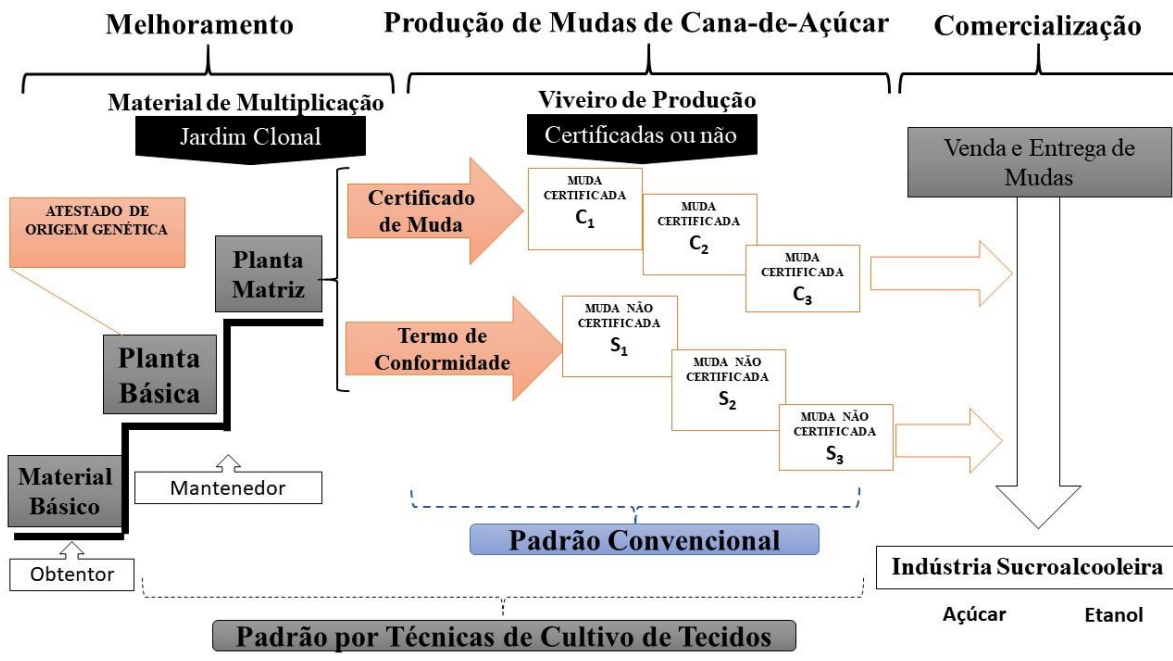 Melhoramento
Produção de Mudas de Cana-de-Açúcar
Comercialização
Material de Multiplicação
Jardim Clonal
Viveiro de Produção
Certificadas ou não
Venda e Entrega de
Mudas
ATESTADO DE
ORIGEM GENÉTICA
Planta
Matriz
Planta
Básica
Material
Básico
Obtentor
Mantenedor
Certificado
de Muda
MUDA
CERTIFICADA
C1
MUDA
CERTIFICADA
C2
MUDA
CERTIFICADA
C3
Termo de
Conformidade
MUDA NÃO
CERTIFICADA
S1
MUDA NÃO
CERTIFICADA
S2
MUDA NÃO
CERTIFICADA
S3
Padrão Convencional
Padrão por Técnicas de Cultivo de Tecidos
Indústria Sucroalcooleira
Açúcar
Etanol